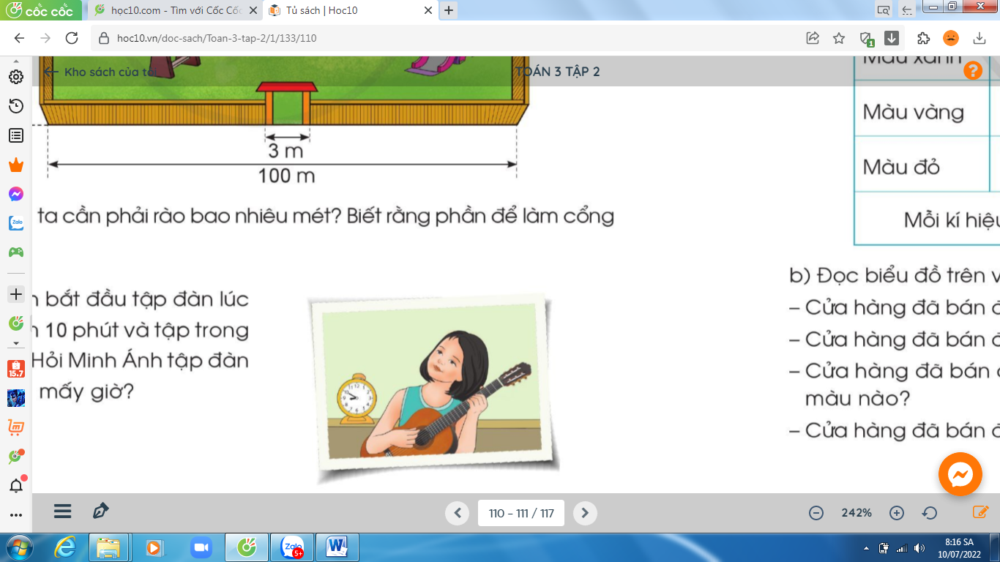 cốc cốc
học10.com - Tìm với Cốc Cốc
Tủ sách | Hoc10
hoc10.vn/doc-sach/Toan-3-tap-2/1/133/110
1
Kho sách của tôi
TOÁN 3 TẬP 2
3 m
100 m
ta cần phải rào bao nhiêu mét? Biết rằng phần để làm cổng
bắt đầu tập đàn lúc
10 phút và tập trong
Hỏi Minh Ánh tập đàn
mấy giờ?
Màu xanh
Màu vàng
Màu đỏ
Mỗi kí hiệu
b) Đọc biểu đồ trên v
– Cửa hàng đã bán đ
– Cửa hàng đã bán đ
– Cửa hàng đã bán
màu nào?
– Cửa hàng đã bán đ
Zalo
15.7
110 - 111 / 117
242%
Zalo
5+
8:16 SA
10/07/2022